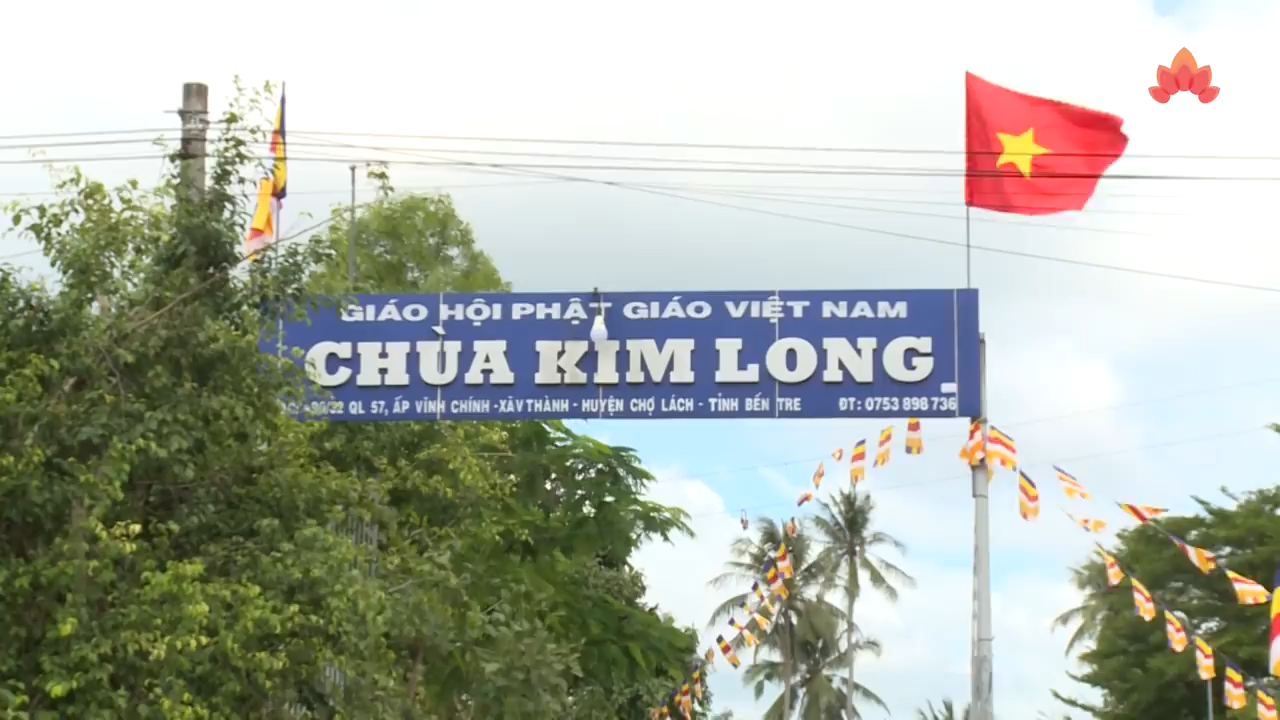 GIÁO HỘI PHẬT GIÁO VIỆT NAM
CHÙA KIM LONG
QL 57, ẤP VĨNH CHÍNH - XÃ V THÀNH - HUYỆN CHỢ LÁCH - TỈNH BẾN TRE ĐT: 0753 898 736